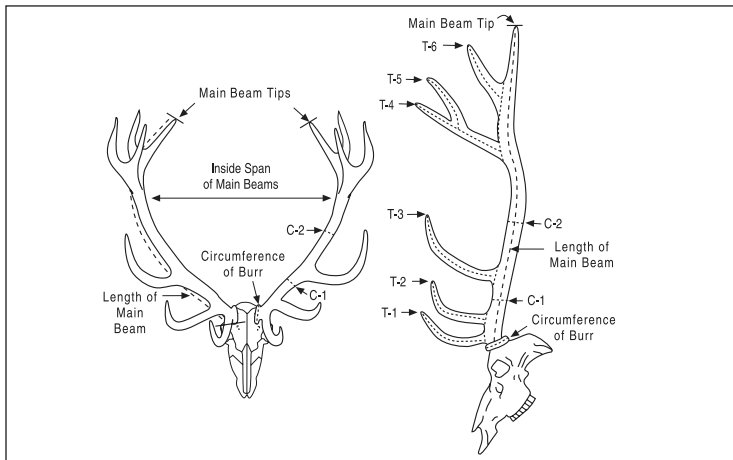 Main Beam Tips
Inside Span
of Main Beams
C-2
Circumference
of Burr
C-1
Length of
Main
Beam
Main Beam Tip
T-6
T-5
T-4
T-3
C-2
Length of
Main Beam
T-2
C-1
T-1
Circumference
of Burr